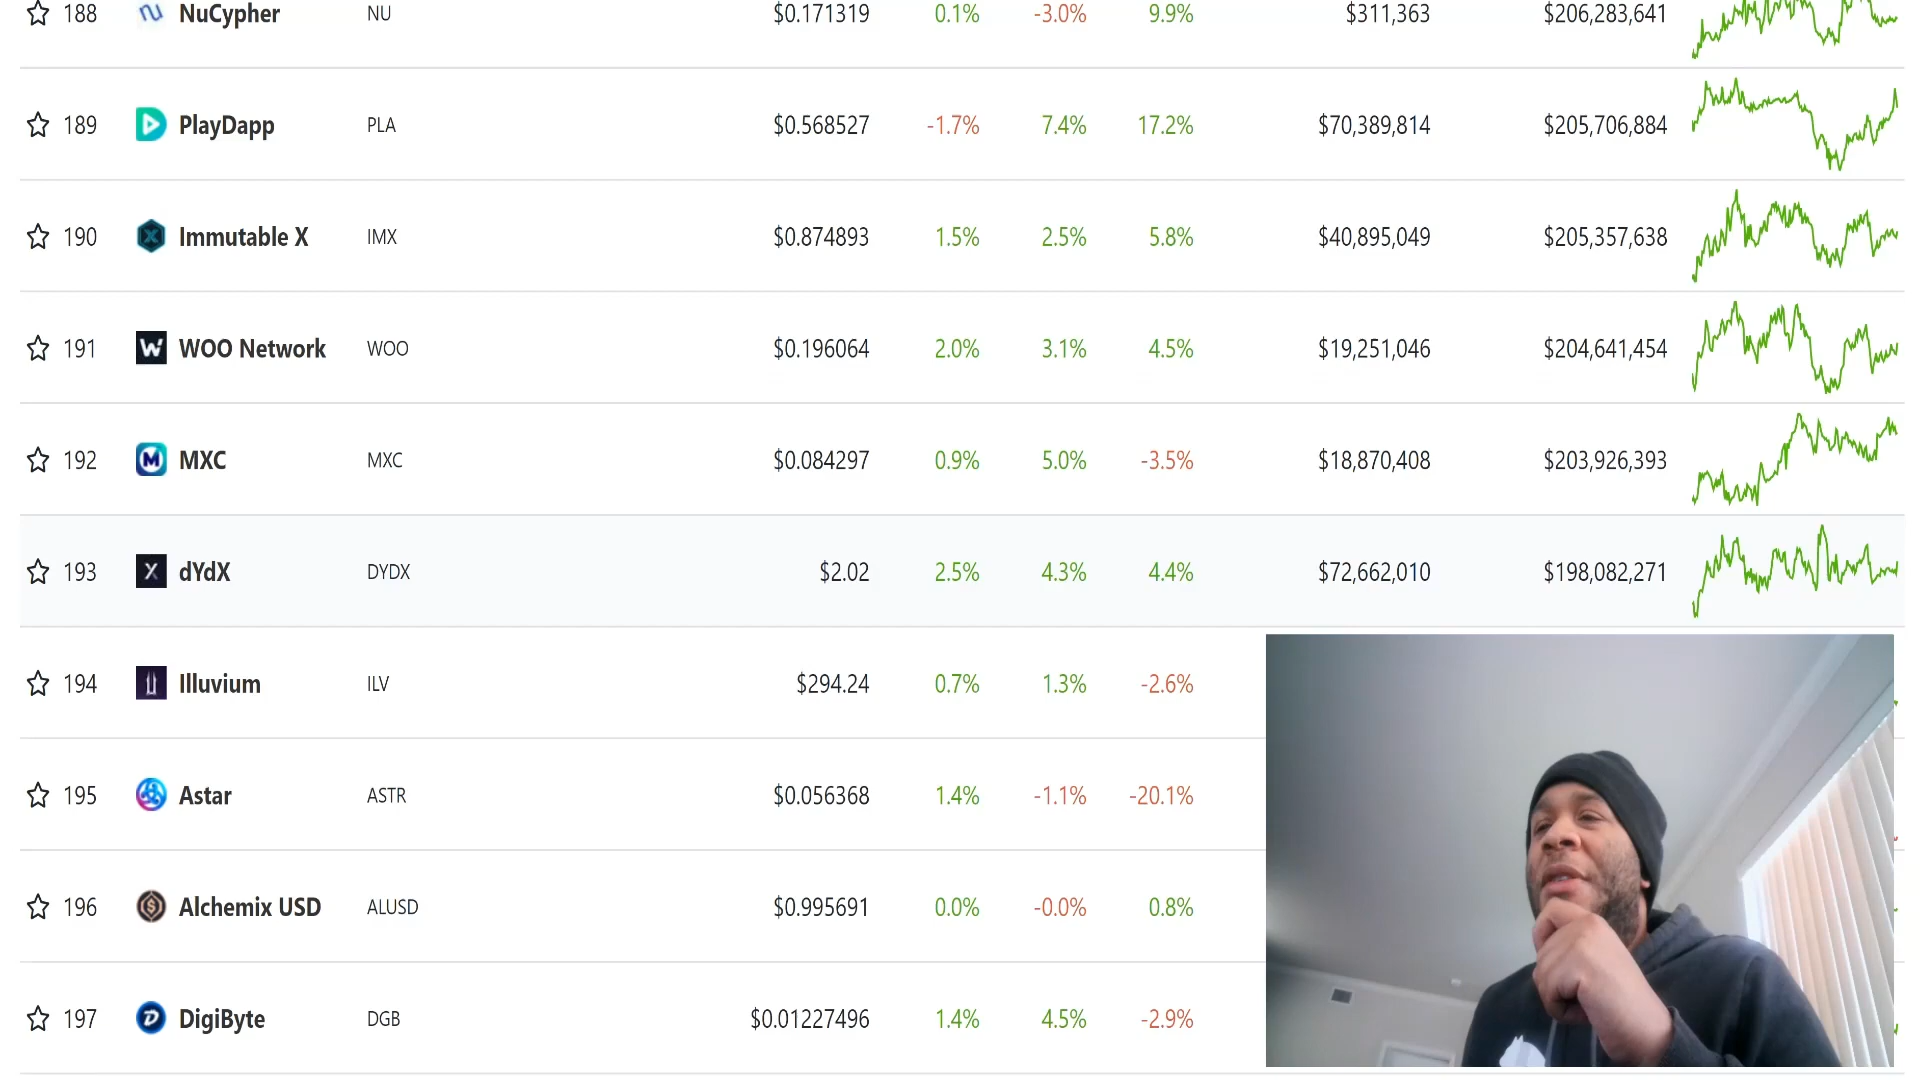 188 NuCypher NU $0.171319 0.1% -3.0% 9.9% $311,363 $206,283,641
189 PlayDapp PLA $0.568527 -1.7% 7.4% 17.2% $70,389,814 $205,706,884
190 Immutable X IMX $0.874893 1.5% 2.5% 5.8% $40,895,049 $205,357,638
191 WOO Network WOO $0.196064 2.0% 3.1% 4.5% $19,251,046 $204,641,454
192 MXC MXC $0.084297 0.9% 5.0% -3.5% $18,870,408 $203,926,393
193 dYdX DYDX $2.02 2.5% 4.3% 4.4% $72,662,010 $198,082,271
194 Illuvium ILV $294.24 0.7% 1.3% -2.6%
195 Astar ASTR $0.056368 1.4% -1.1% -20.1%
196 Alchemix USD ALUSD $0.995691 0.0% -0.0% 0.8%
197 DigiByte DGB $0.01227496 1.4% 4.5% -2.9%